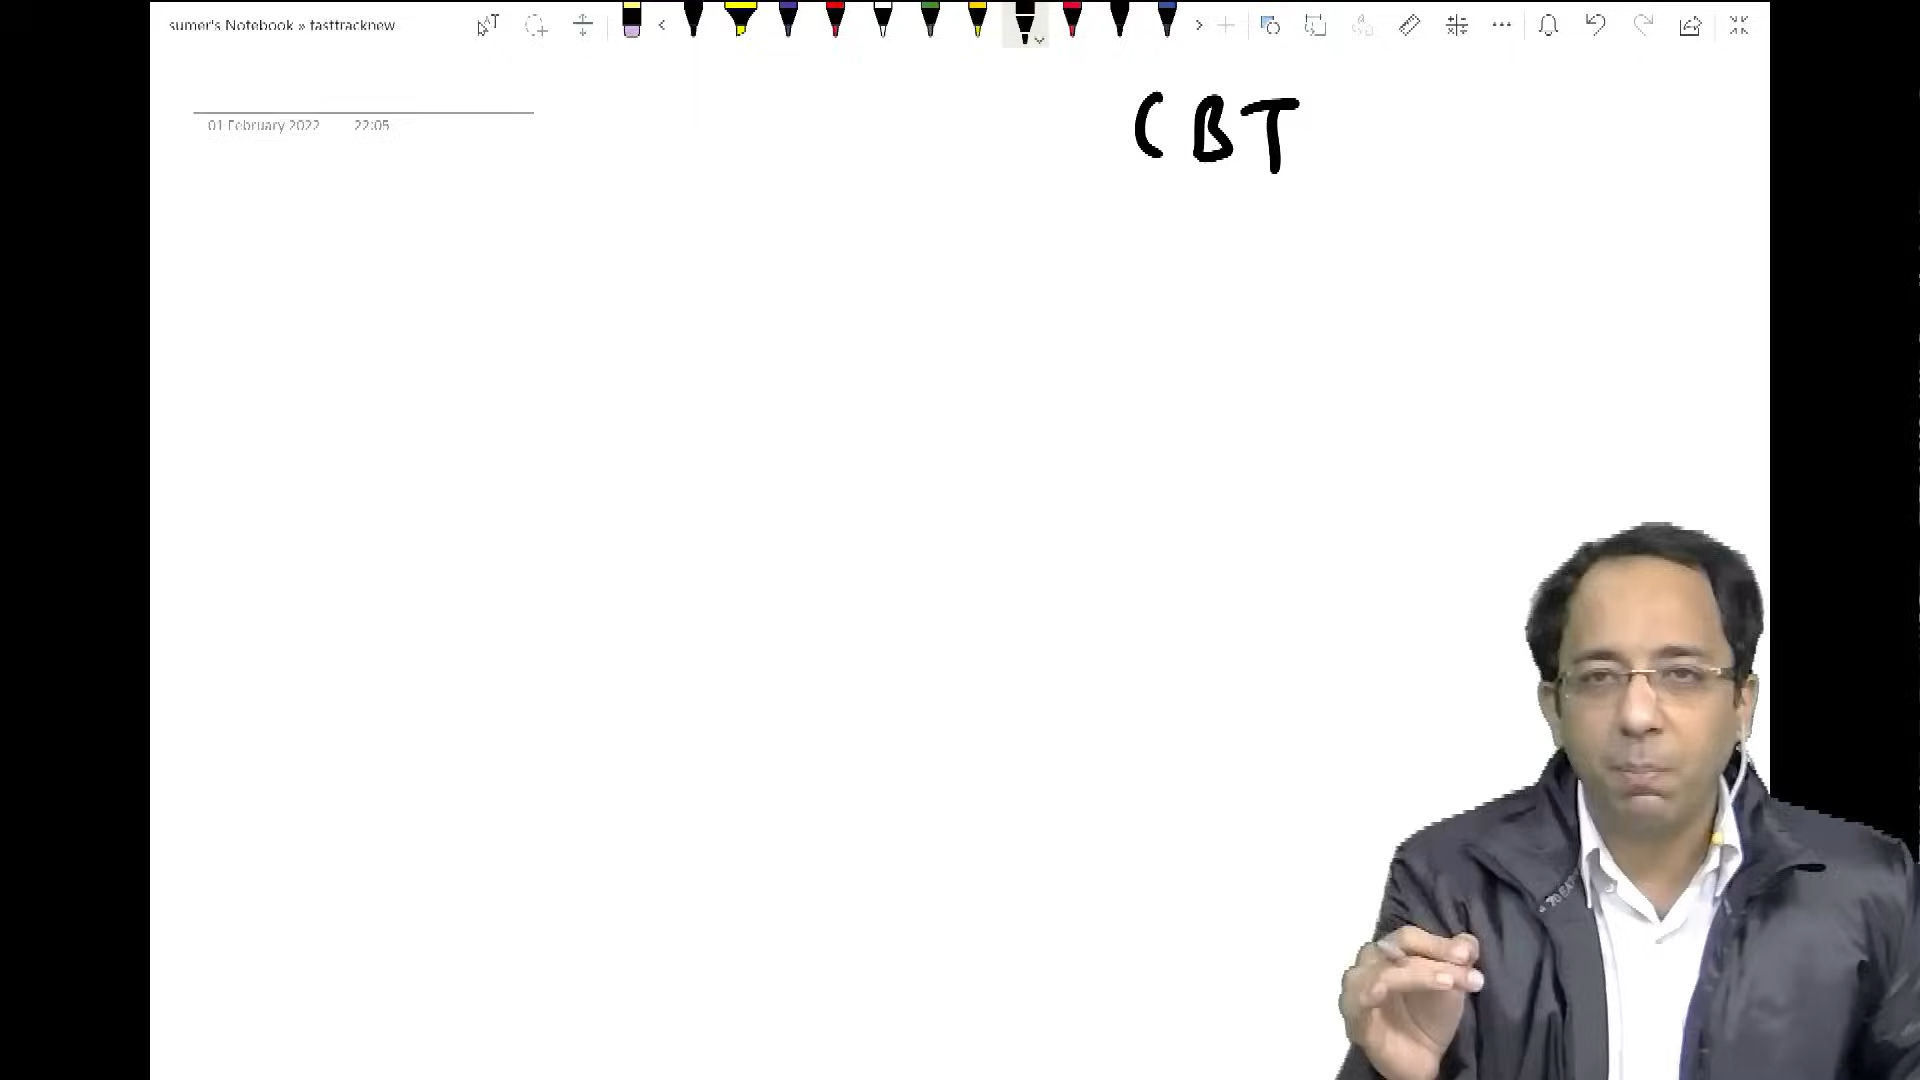 sumer's Notebook » fasttracknew
CBT
01 February 2022 22:05